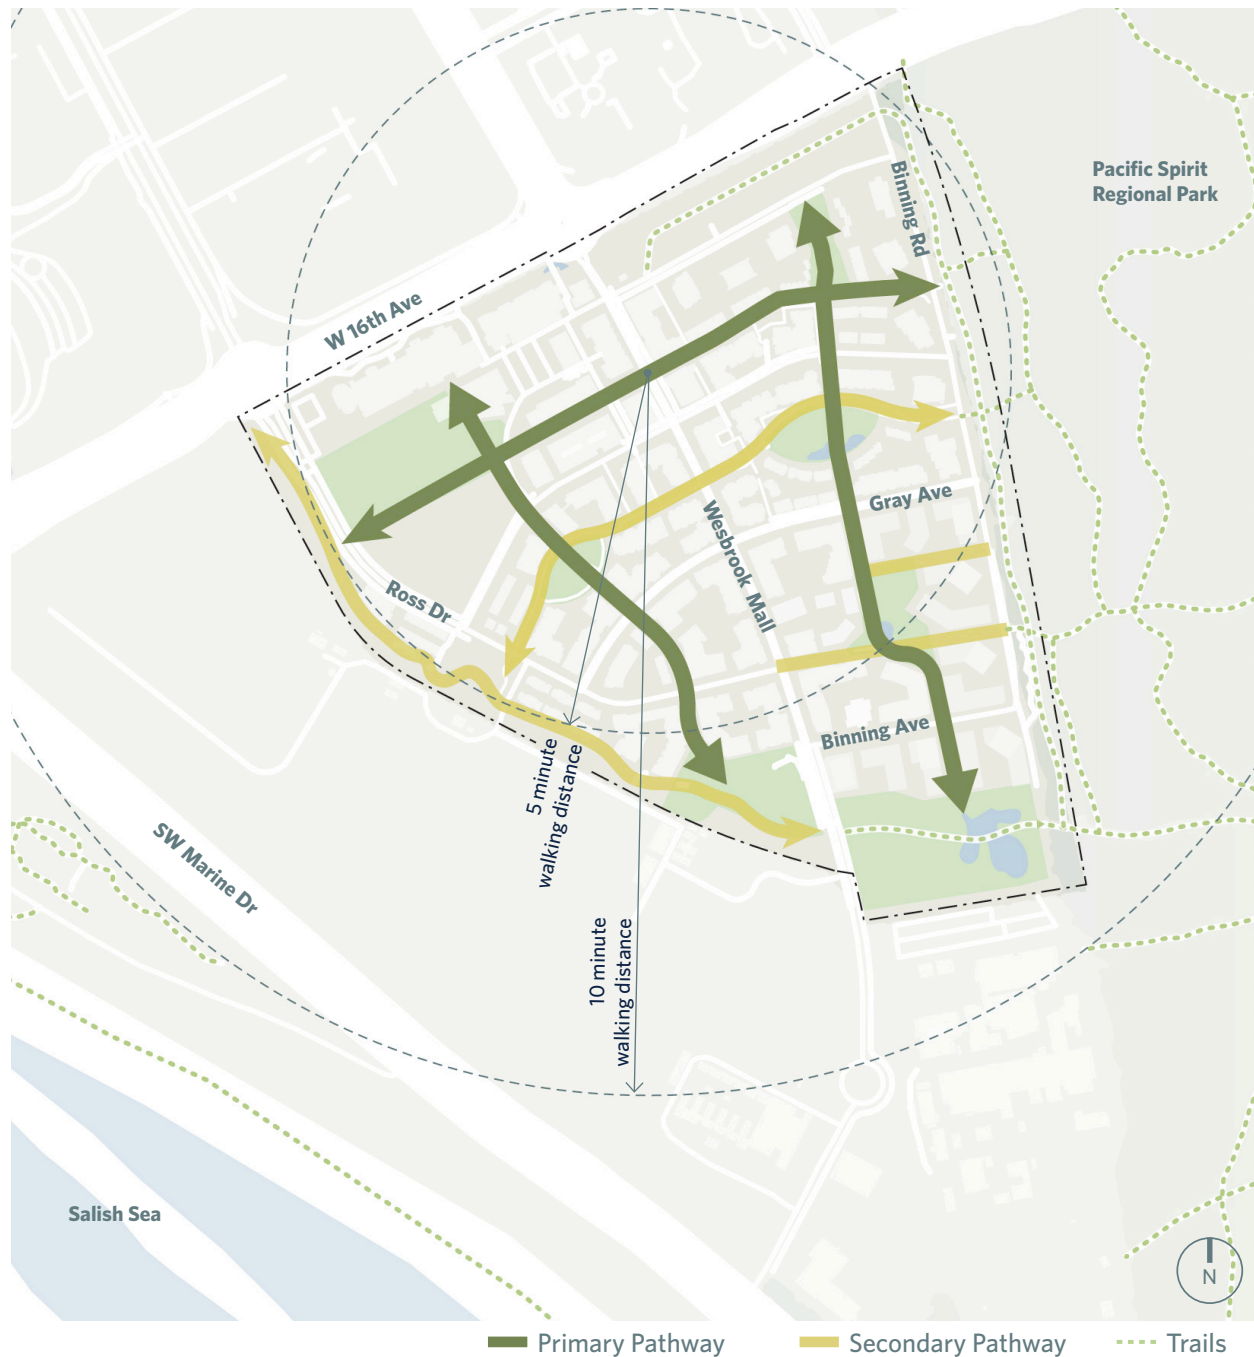 Pacific Spirit
Regional Park
Binning Rd
W 16th Ave
Gray Ave
Wesbrook Mall
Ross Dr
Binning Ave
5 minute
walking distance
SW Marine Dr
10 minute
walking distance
Salish Sea
N
Primary Pathway
Secondary Pathway
Trails